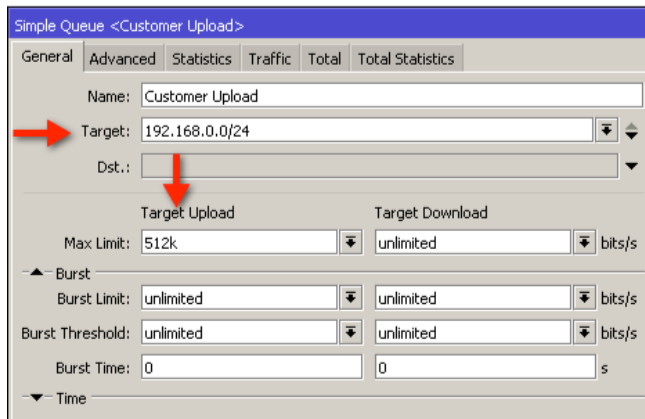 Simple Queue <Customer Upload>
General Advanced Statistics Traffic Total Total Statistics
Name: Customer Upload
Target: 192.168.0.0/24
Dst.:
Target Upload Target Download
Max Limit: 512k unlimited bits/s
Burst
Burst Limit: unlimited unlimited bits/s
Burst Threshold: unlimited unlimited bits/s
Burst Time: 0 0 s
Time